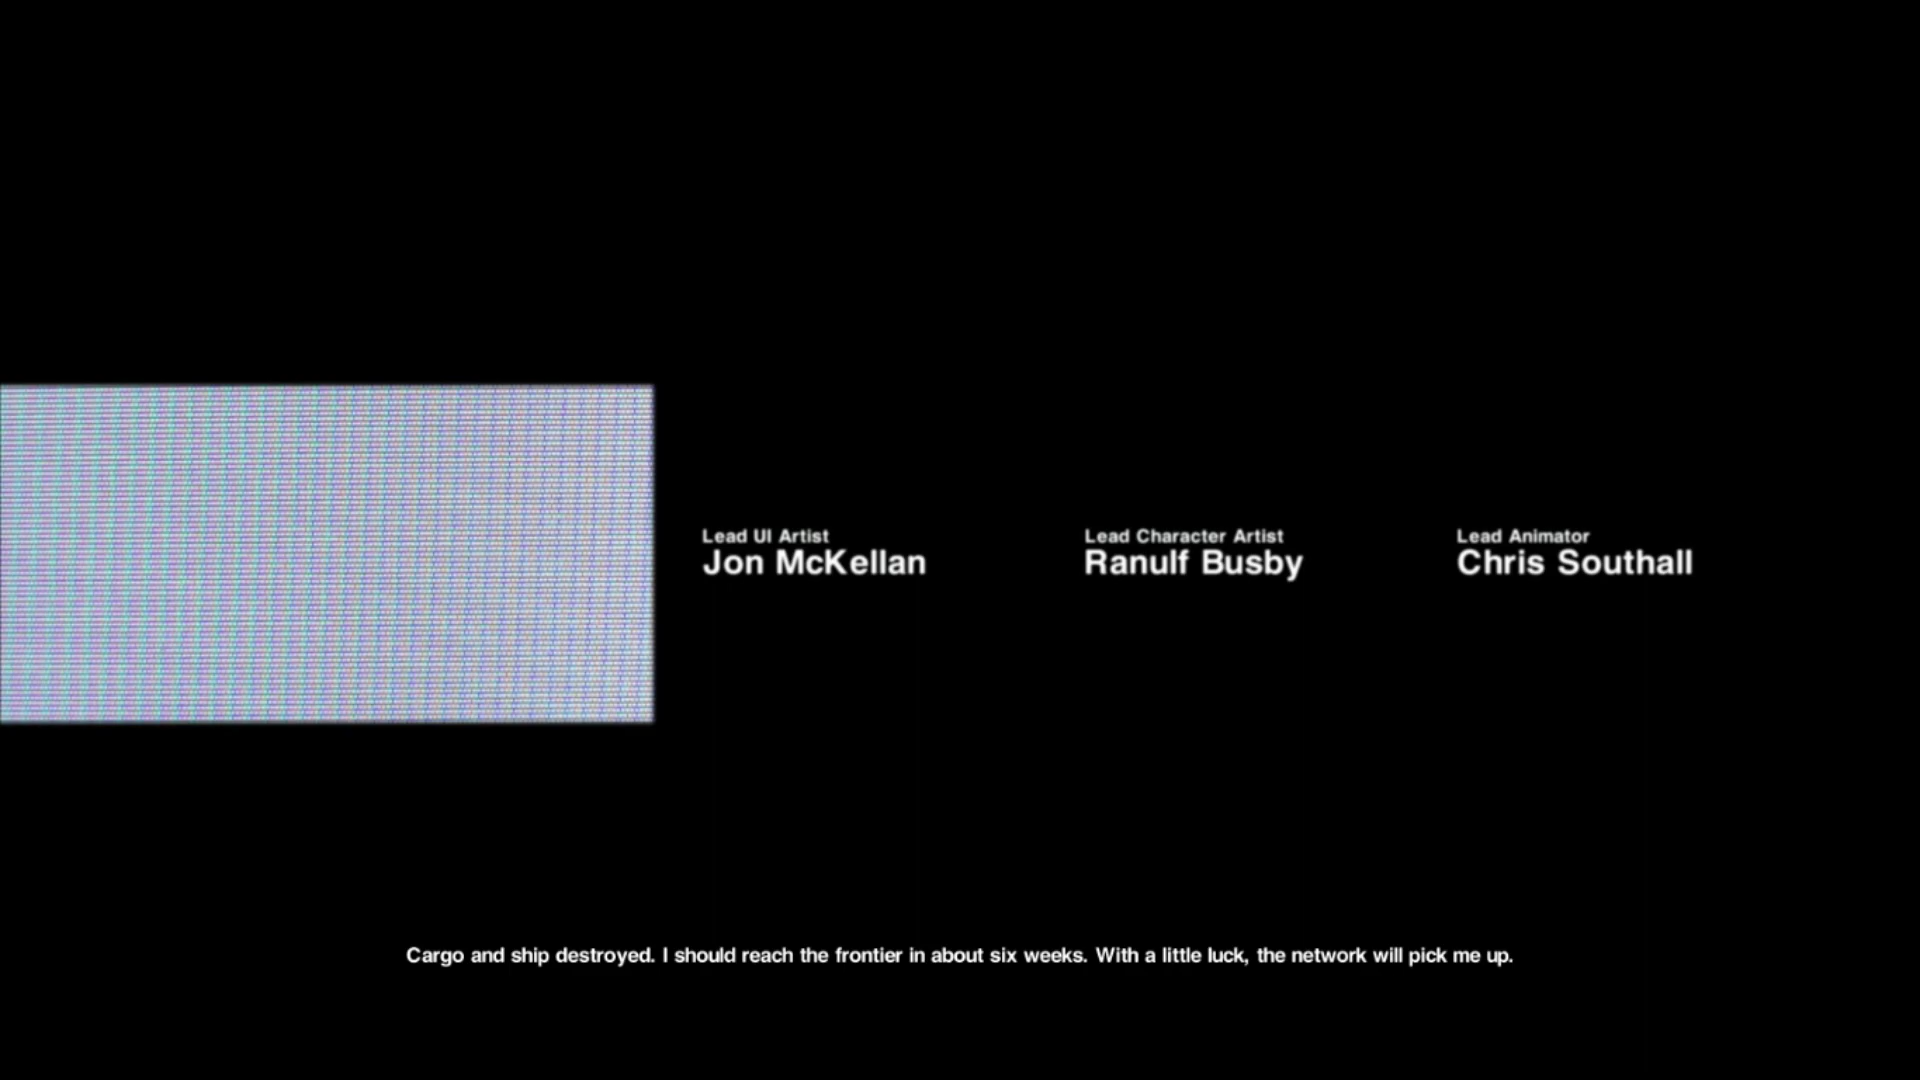 Lead UI Artist
Jon McKellan
Lead Character Artist
Ranulf Busby
Lead Animator
Chris Southall
Cargo and ship destroyed. I should reach the frontier in about six weeks. With a little luck, the network will pick me up.